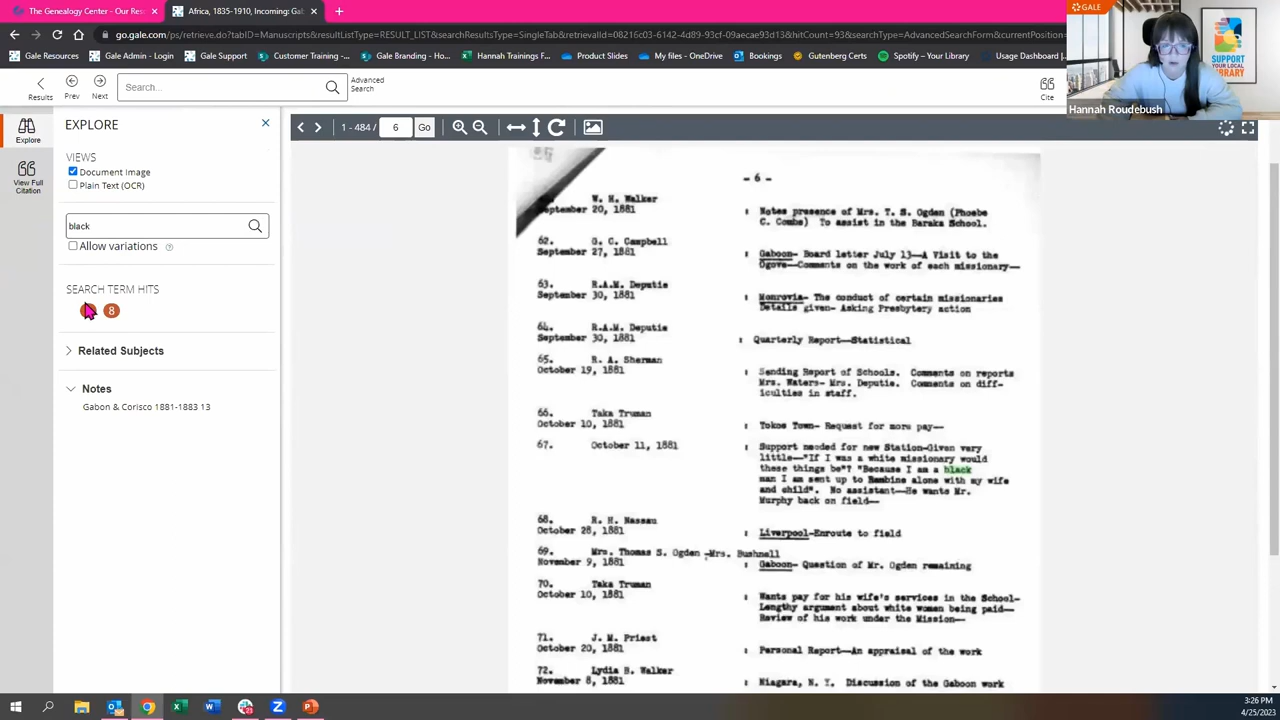 The Genealogy Center - Our Res
Africa, 1835-1910, Incoming: Ga
go.gale.com/ps/retrieve.do?tabID=Manuscripts&resultListType=RESULT_LIST&searchResultsType=SingleTab&retrievalId=08216c03-6142-4d89-93cf-09aecae93d13&hitCount=93&searchType=AdvancedSearchForm&currentPosition
Gale Resources
Gale Admin - Login
Gale Support
Customer Training -...
Gale Branding - Ho...
Hannah Trainings F...
Product Slides
My files - OneDrive
Bookings
Gutenberg Certs
Spotify – Your Library
Usage Dashboard
GALE
SUPPORT
YOUR LOCAL
LIBRARY
Hannah Roudebush
Results
Prev
Next
Search...
Advanced
Search
Cite
Explore
View Full
Citation
EXPLORE
VIEWS
Document Image
Plain Text (OCR)
black
Allow variations
SEARCH TERM HITS
8
Related Subjects
Notes
Gabon & Corisco 1881-1883 13
1 - 484 / 6 Go
- 6 -
W. H. Walker
September 20, 1881 : Notes presence of Mrs. T. S. Ogden (Phoebe
C. Combs) To assist in the Baraka School.
62. G. C. Campbell
September 27, 1881 : Gaboon- Board letter July 13—A Visit to the
Ogove—Comments on the work of each missionary—
63. R.A.M. Deputie
September 30, 1881 : Monrovia- The conduct of certain missionaries
Details given- Asking Presbytery action
64. R.A.M. Deputie
September 30, 1881 : Quarterly Report—Statistical
65. R. A. Sherman
October 19, 1881 : Sending Report of Schools. Comments on reports
Mrs. Waters- Mrs. Deputie. Comments on diff-
iculties in staff.
66. Taka Truman
October 10, 1881 : Tokos Town- Request for more pay—
67. October 11, 1881 : Support needed for new Station-Given very
little—"If I was a white missionary would
these things be"? "Because I am a black
man I am sent up to Bambine alone with my wife
and child". No assistant—He wants Mr.
Murphy back on field—
68. R. H. Nassau
October 28, 1881 : Liverpool-Enroute to field
69. Mrs. Thomas S. Ogden -Mrs. Bushnell
November 9, 1881 : Gaboon- Question of Mr. Ogden remaining
70. Taka Truman
October 10, 1881 : Wants pay for his wife's services in the School-
Lengthy argument about white women being paid—
Review of his work under the Mission—
71. J. M. Priest
October 20, 1881 : Personal Report—An appraisal of the work
72. Lydia B. Walker
November 8, 1881 : Niagara, N. Y. Discussion of the Gaboon work
3:26 PM
4/25/2023